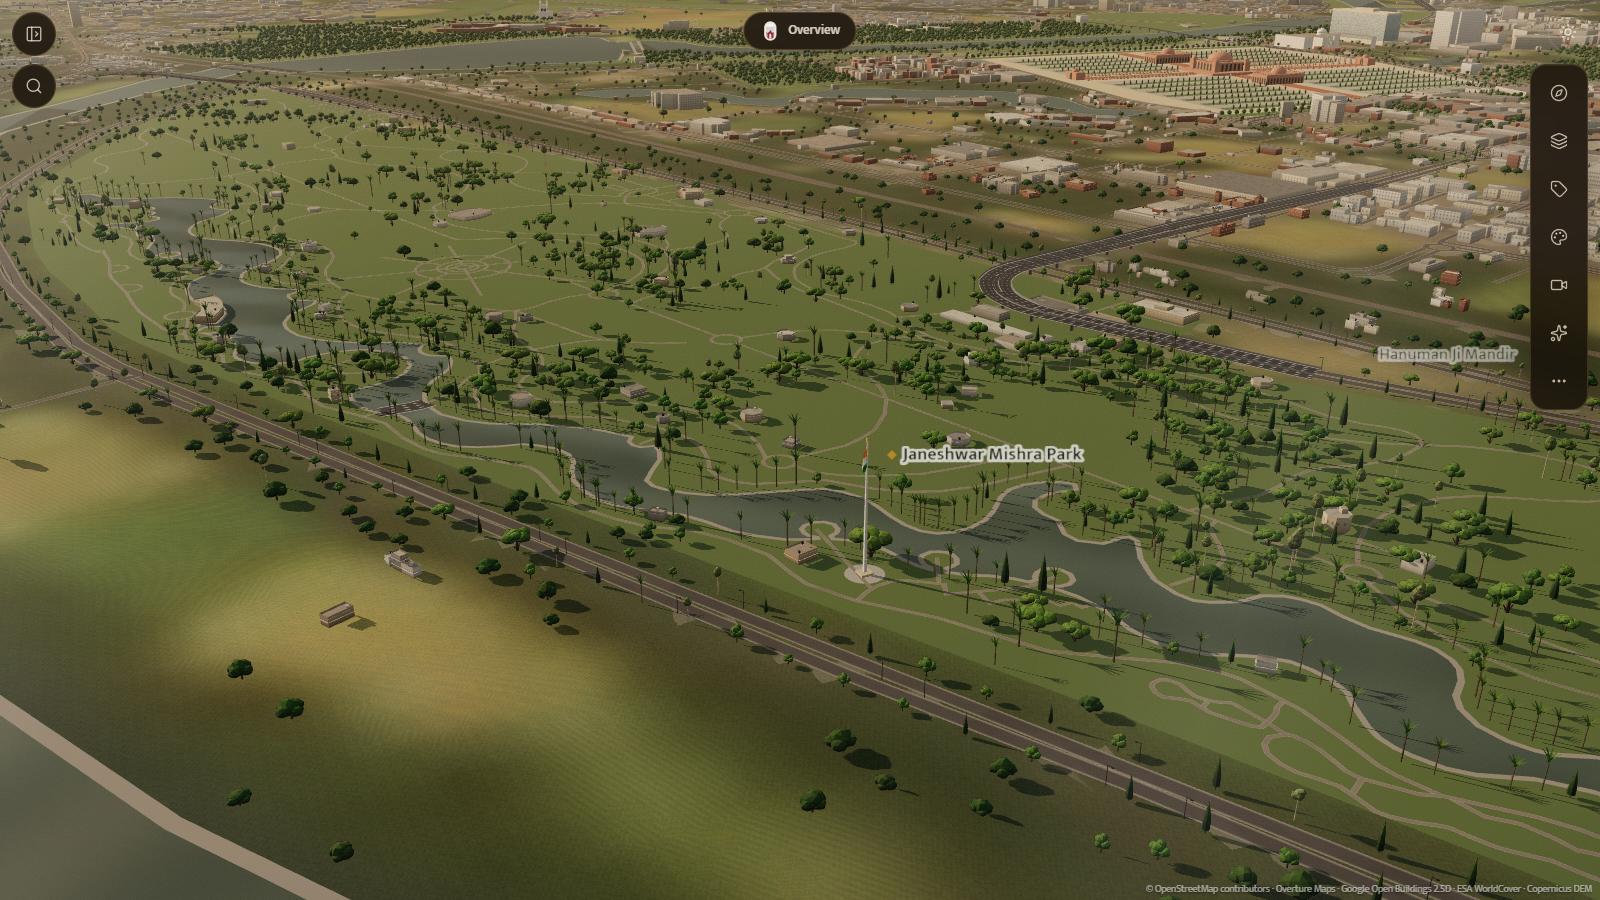 Overview
Hanuman Ji Mandir
Janeshwar Mishra Park
© OpenStreetMap contributors · Overture Maps · Google Open Buildings 2.5D · ESA WorldCover · Copernicus DEM